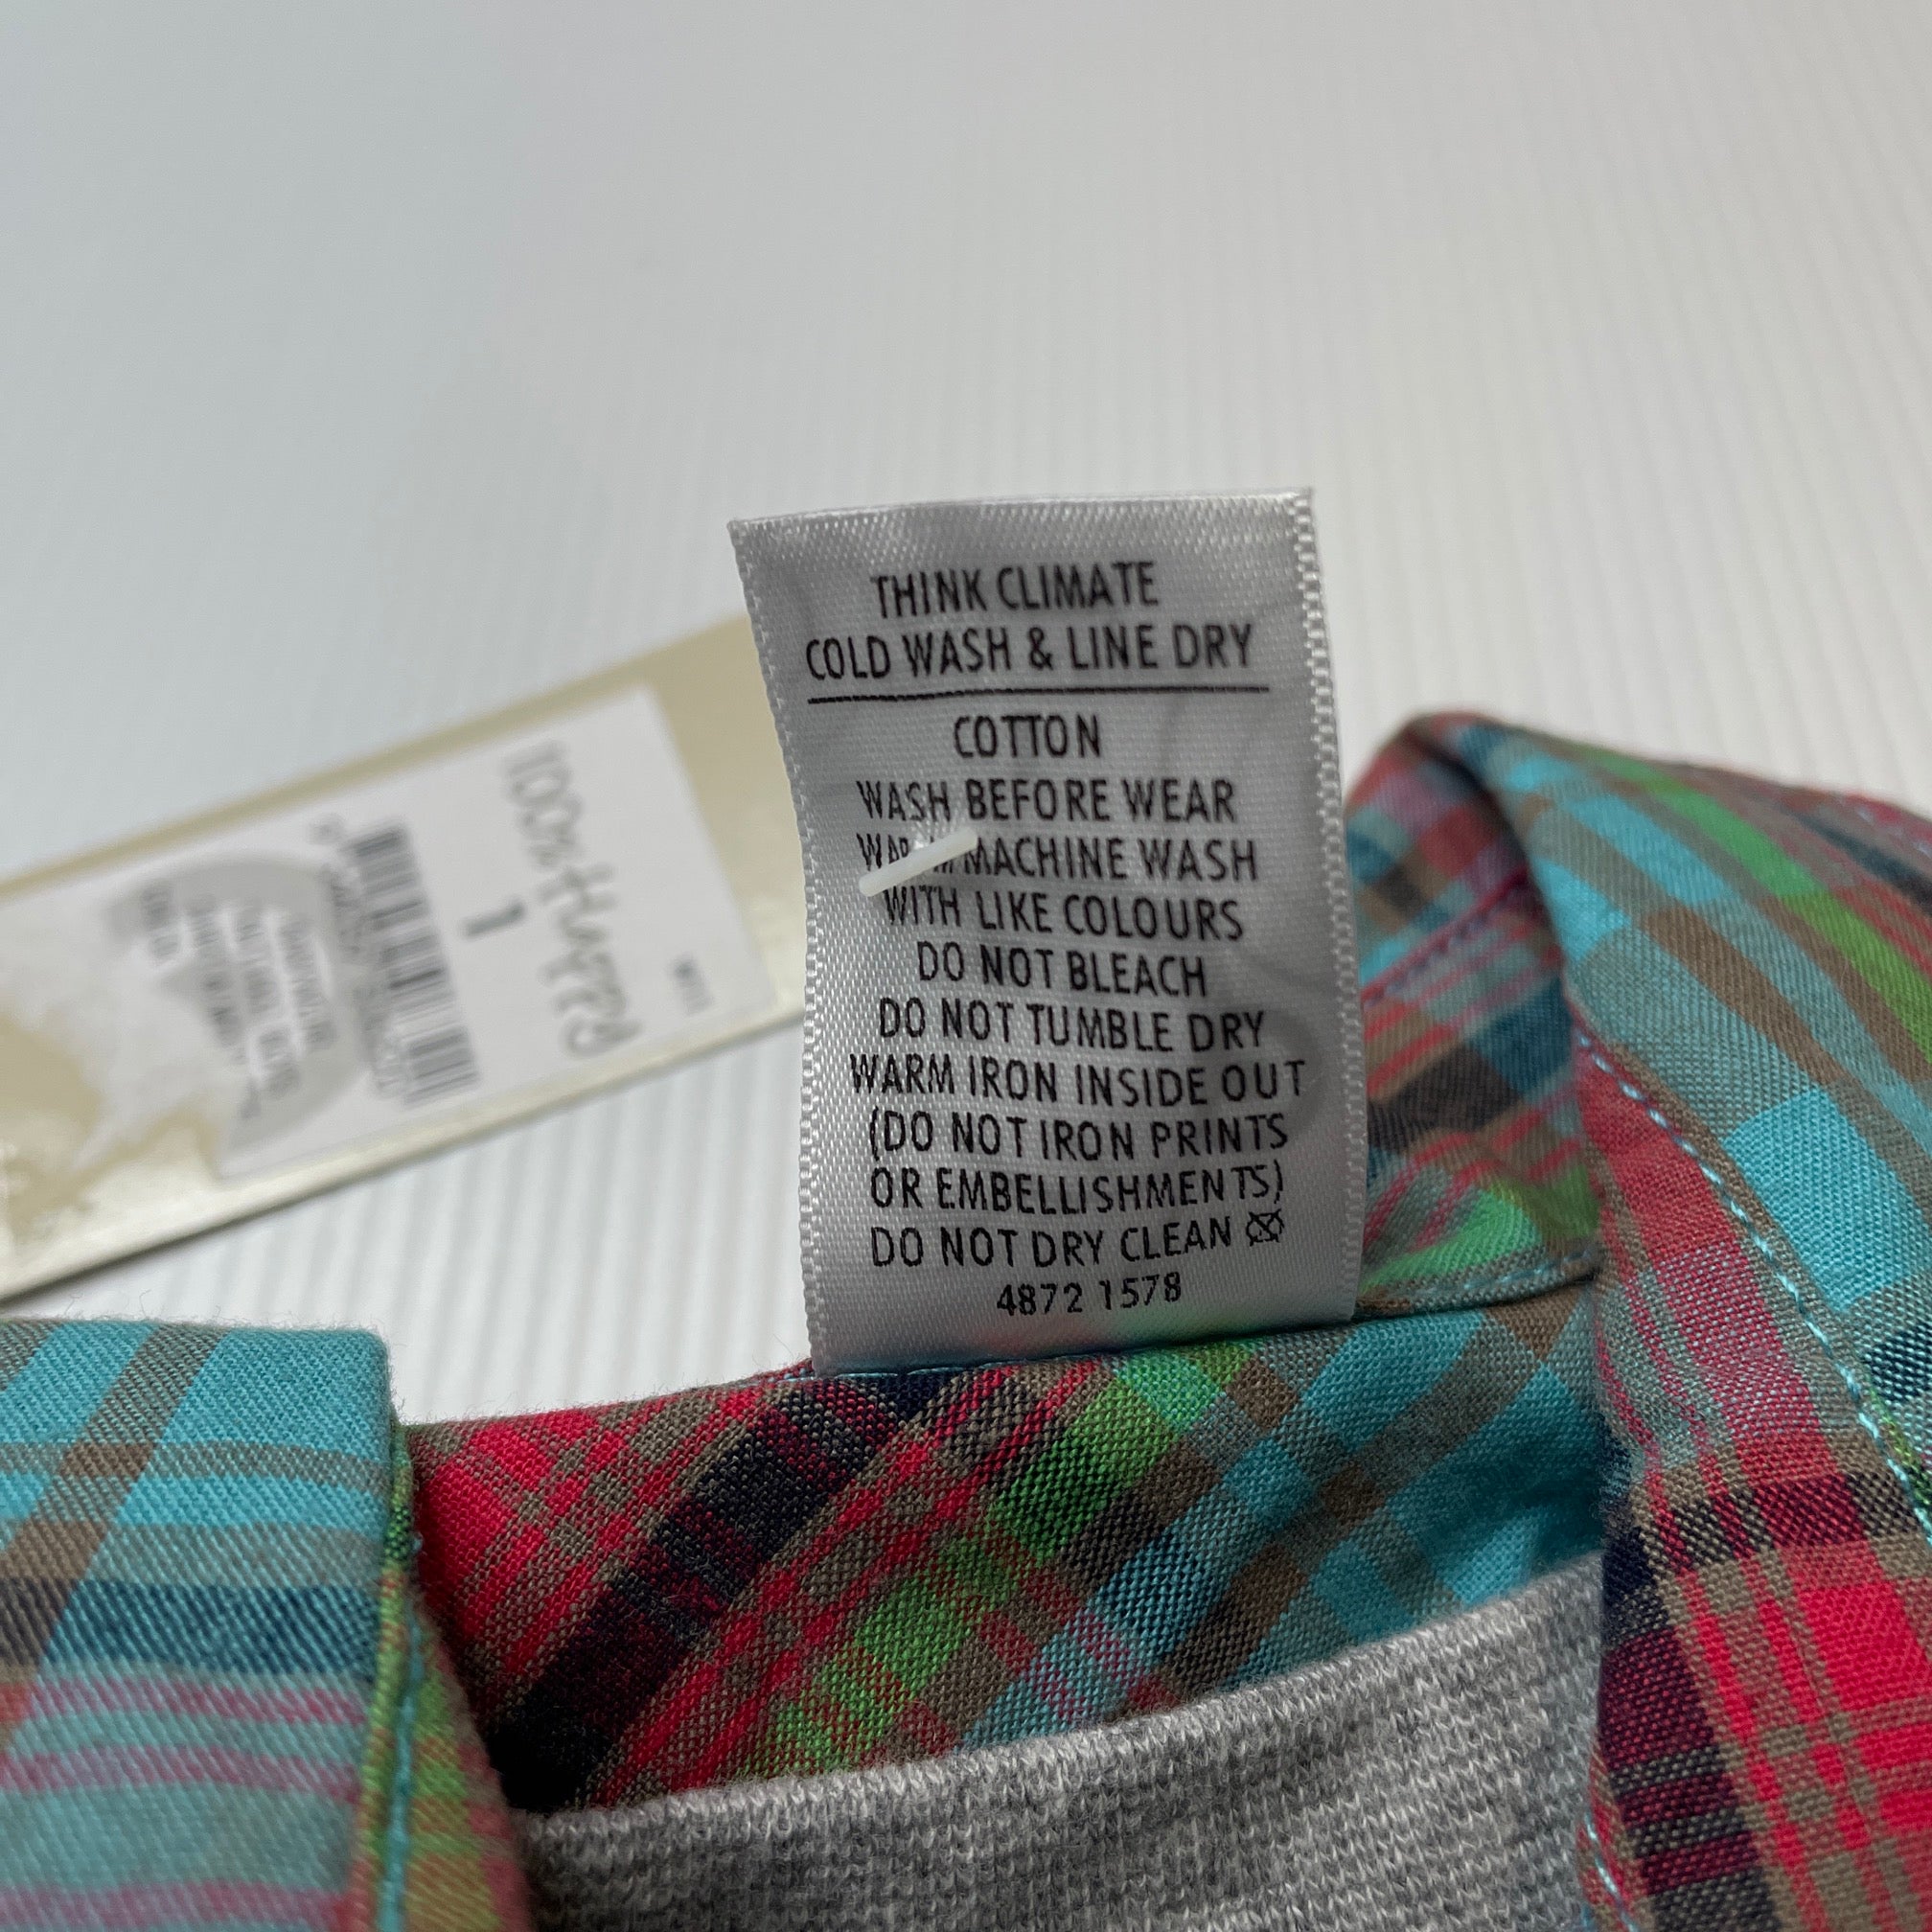 THINK CLIMATE
COLD WASH & LINE DRY
COTTON
WASH BEFORE WEAR
WARM MACHINE WASH
WITH LIKE COLOURS
DO NOT BLEACH
DO NOT TUMBLE DRY
WARM IRON INSIDE OUT
(DO NOT IRON PRINTS
OR EMBELLISHMENTS)
DO NOT DRY CLEAN
4872 1578
1